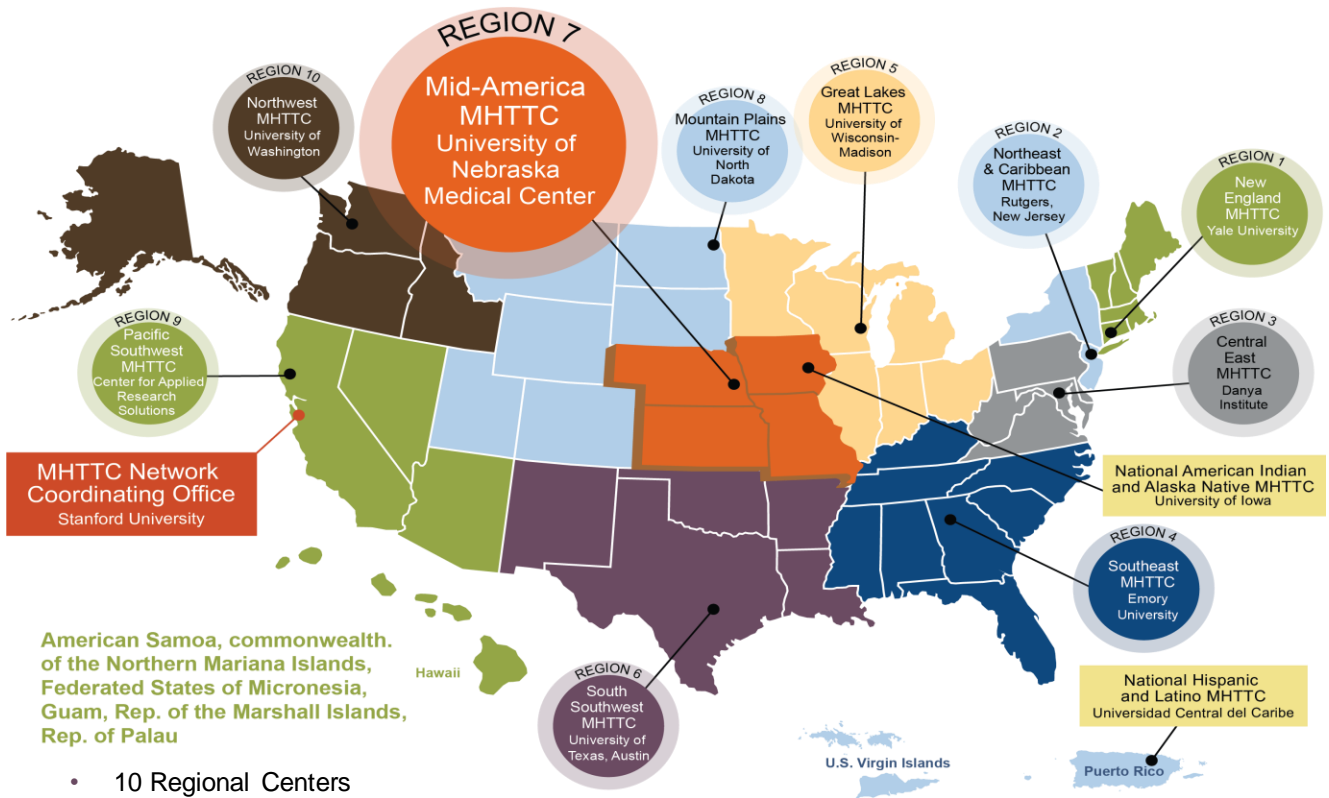 REGION 7
Mid-America
MHTTC
University of
Nebraska
Medical Center
REGION 10
Northwest
MHTTC
University of
Washington
REGION 8
Mountain Plains
MHTTC
University of
North
Dakota
REGION 5
Great Lakes
MHTTC
University of
Wisconsin-
Madison
REGION 2
Northeast
& Caribbean
MHTTC
Rutgers,
New Jersey
REGION 1
New
England
MHTTC
Yale University
REGION 9
Pacific
Southwest
MHTTC
Center for Applied
Research
Solutions
REGION 3
Central
East
MHTTC
Danya
Institute
MHTTC Network
Coordinating Office
Stanford University
National American Indian
and Alaska Native MHTTC
University of Iowa
REGION 4
Southeast
MHTTC
Emory
University
American Samoa, commonwealth.
of the Northern Mariana Islands,
Federated States of Micronesia,
Guam, Rep. of the Marshall Islands,
Rep. of Palau
Hawaii
REGION 6
South
Southwest
MHTTC
University of
Texas, Austin
National Hispanic
and Latino MHTTC
Universidad Central del Caribe
U.S. Virgin Islands
Puerto Rico
• 10 Regional Centers